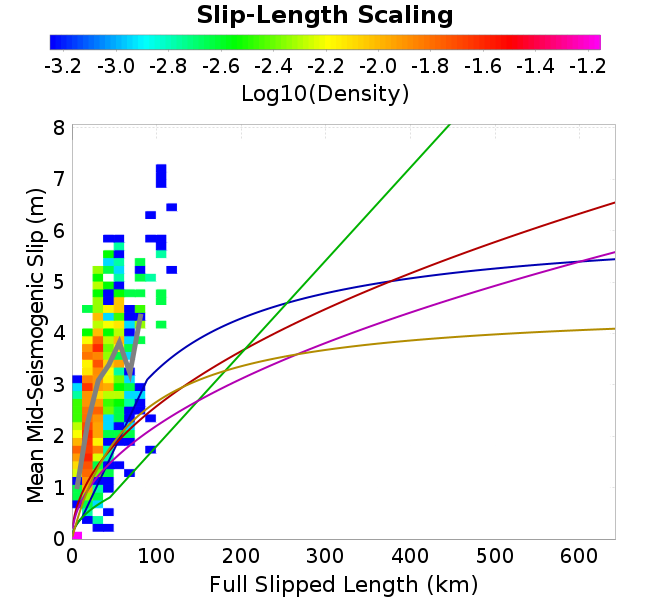 Slip-Length Scaling
-3.2 -3.0 -2.8 -2.6 -2.4 -2.2 -2.0 -1.8 -1.6 -1.4 -1.2
Log10(Density)
8
7
6
5
4
3
2
1
0
Mean Mid-Seismogenic Slip (m)
0 100 200 300 400 500 600
Full Slipped Length (km)